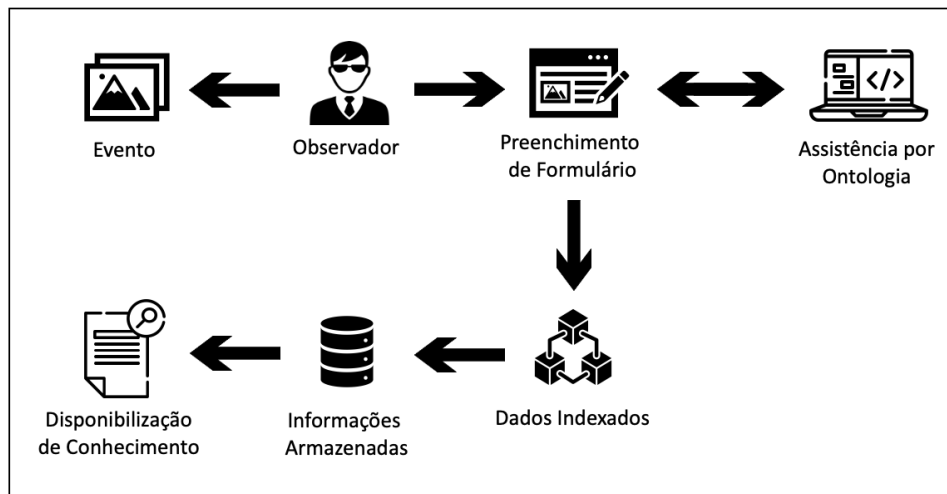 Evento
Observador
Preenchimento
de Formulário
Assistência por
Ontologia
Disponibilização
de Conhecimento
Informações
Armazenadas
Dados Indexados